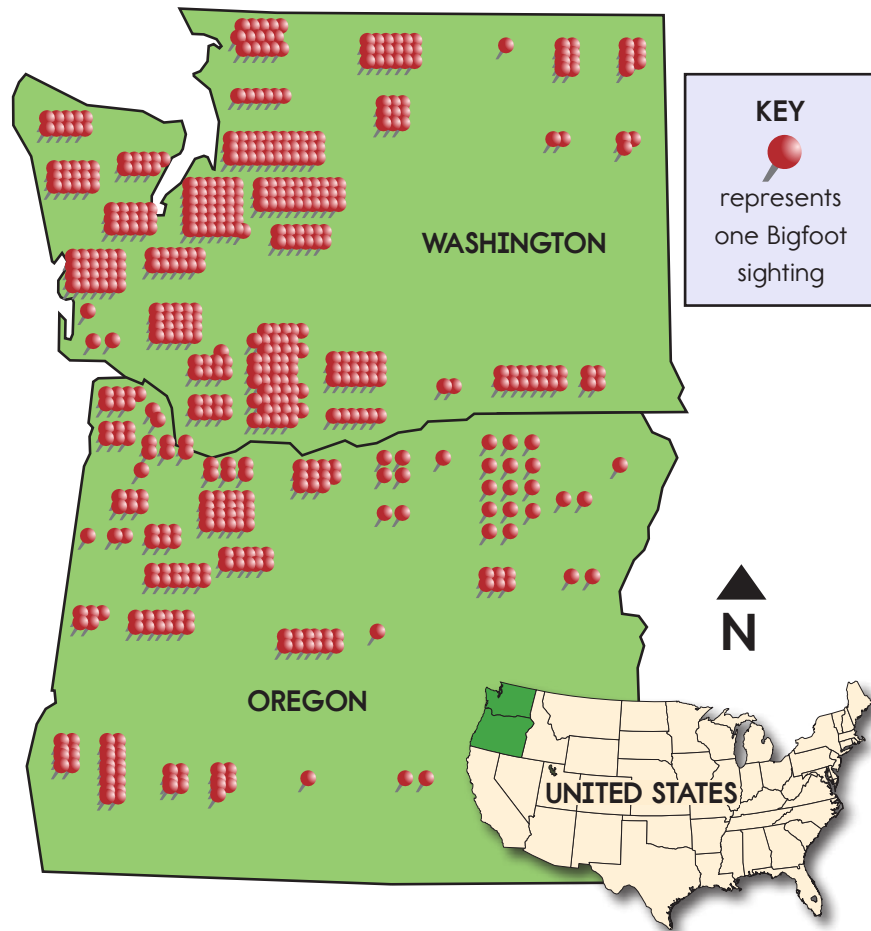 KEY
represents
one Bigfoot
sighting
WASHINGTON
N
OREGON
UNITED STATES